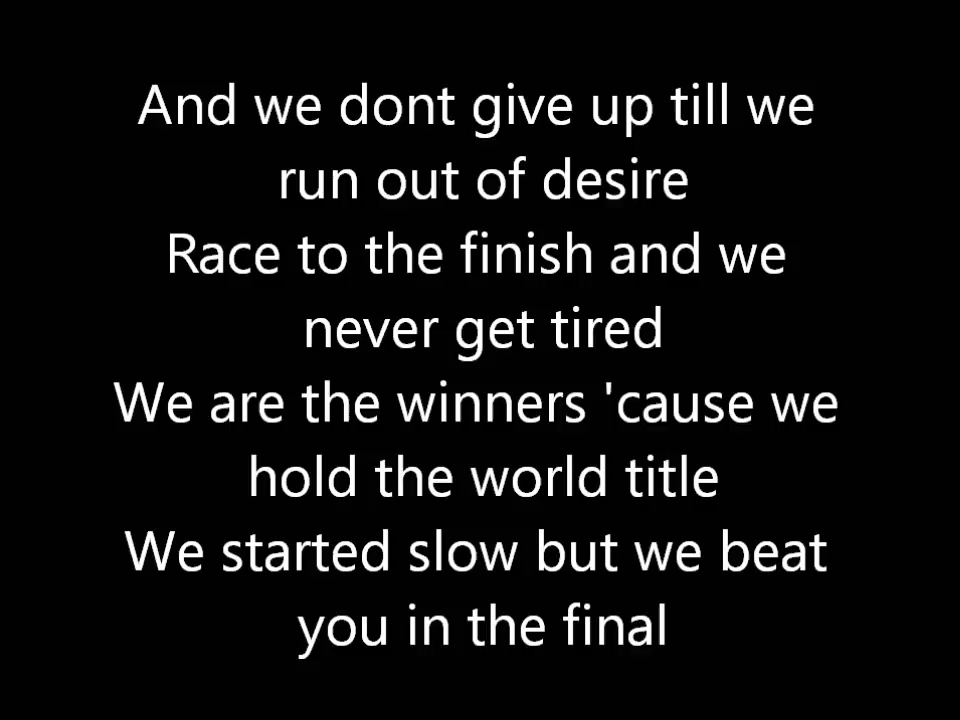 And we dont give up till we
run out of desire
Race to the finish and we
never get tired
We are the winners 'cause we
hold the world title
We started slow but we beat
you in the final